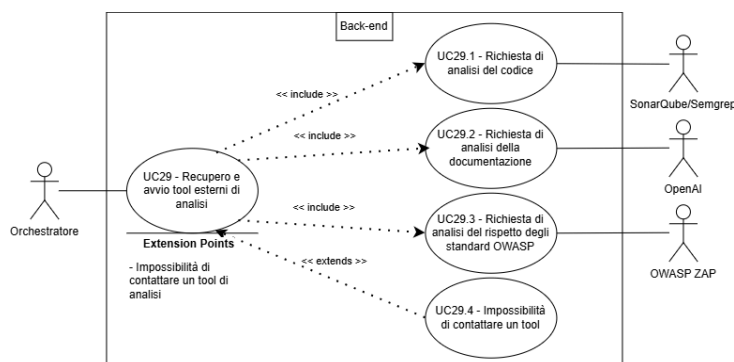 Back-end
UC29.1 - Richiesta di
analisi del codice
SonarQube/Semgrep
<< include >>
<< include >>
UC29.2 - Richiesta di
analisi della
documentazione
OpenAI
UC29 - Recupero e
avvio tool esterni di
analisi
Orchestratore
<< include >>
UC29.3 - Richiesta di
analisi del rispetto degli
standard OWASP
OWASP ZAP
Extension Points
- Impossibilità di
contattare un tool di
analisi
<< extends >>
UC29.4 - Impossibilità
di contattare un tool